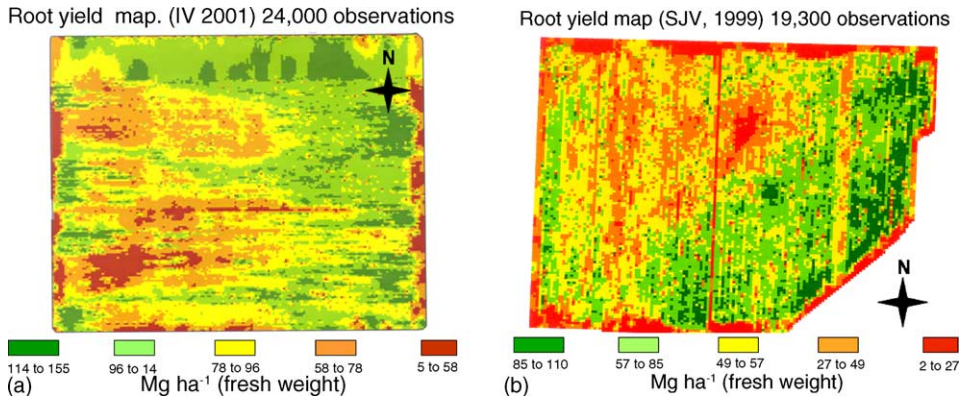 Root yield map. (IV 2001) 24,000 observations
N
114 to 155 96 to 14 78 to 96 58 to 78 5 to 58
(a) Mg ha⁻¹ (fresh weight)
Root yield map (SJV, 1999) 19,300 observations
N
85 to 110 57 to 85 49 to 57 27 to 49 2 to 27
(b) Mg ha⁻¹ (fresh weight)